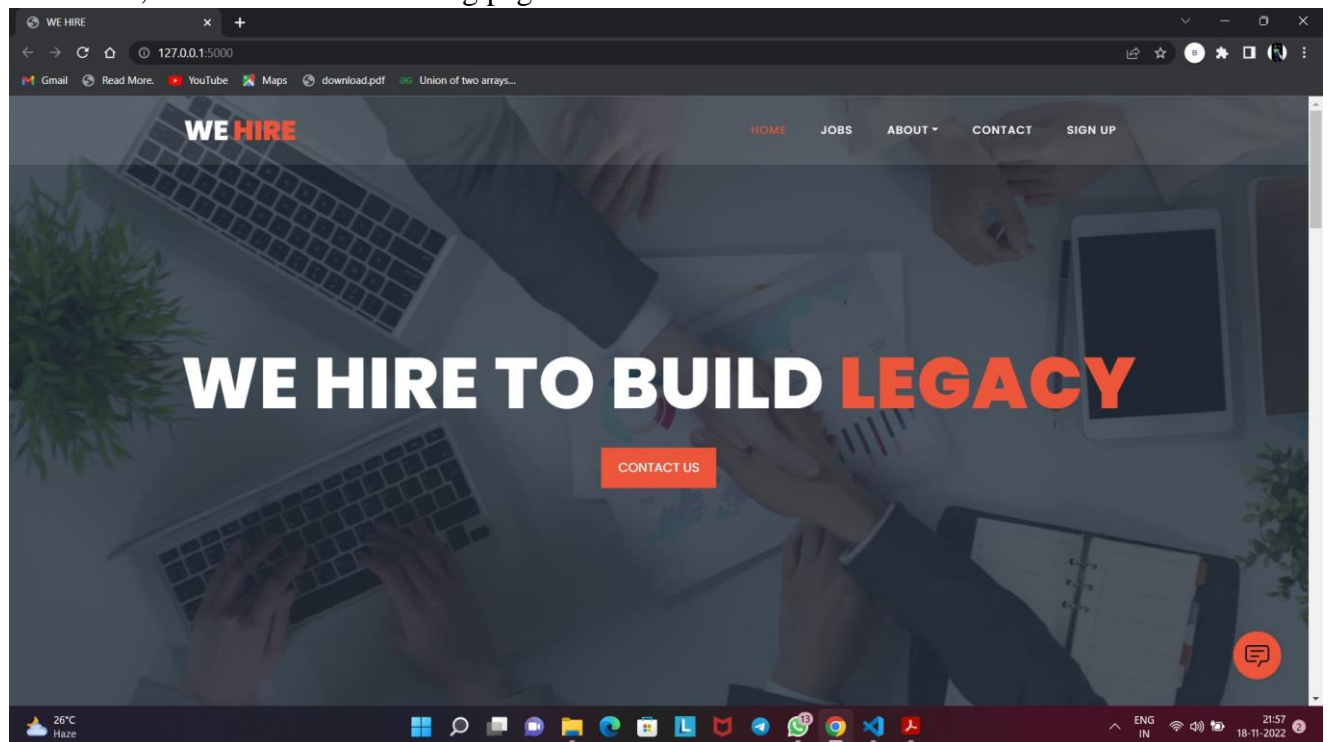 WE HIRE
127.0.0.1:5000
Gmail Read More. YouTube Maps download.pdf Union of two arrays...
WE HIRE
HOME JOBS ABOUT CONTACT SIGN UP
WE HIRE TO BUILD LEGACY
CONTACT US
26°C
Haze
13
ENG
IN
21:57
18-11-2022
2